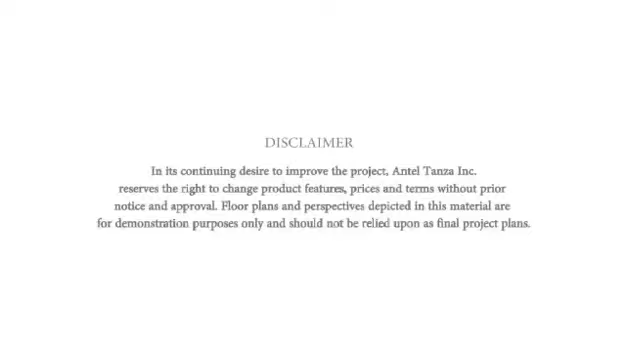 DISCLAIMER
In its continuing desire to improve the project, Antel Tanza Inc.
reserves the right to change product features, prices and terms without prior
notice and approval. Floor plans and perspectives depicted in this material are
for demonstration purposes only and should not be relied upon as final project plans.